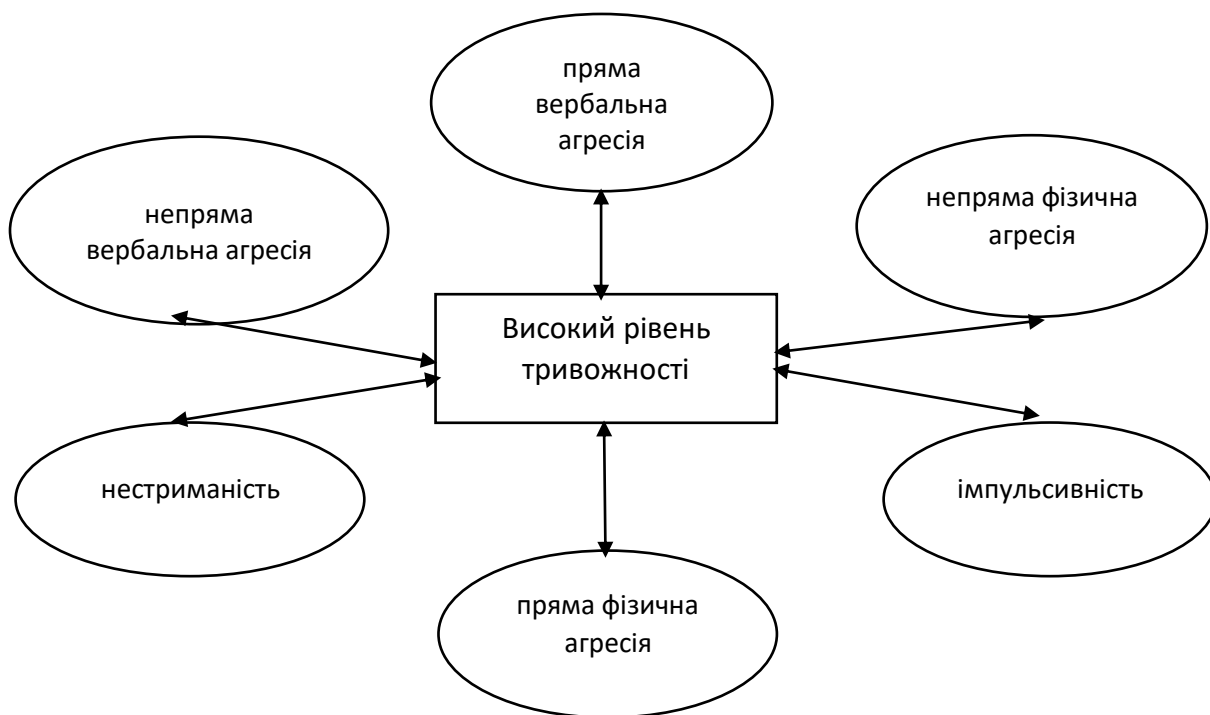 пряма
вербальна
агресія
непряма
вербальна агресія
непряма фізична
агресія
Високий рівень
тривожності
нестриманість
імпульсивність
пряма фізична
агресія